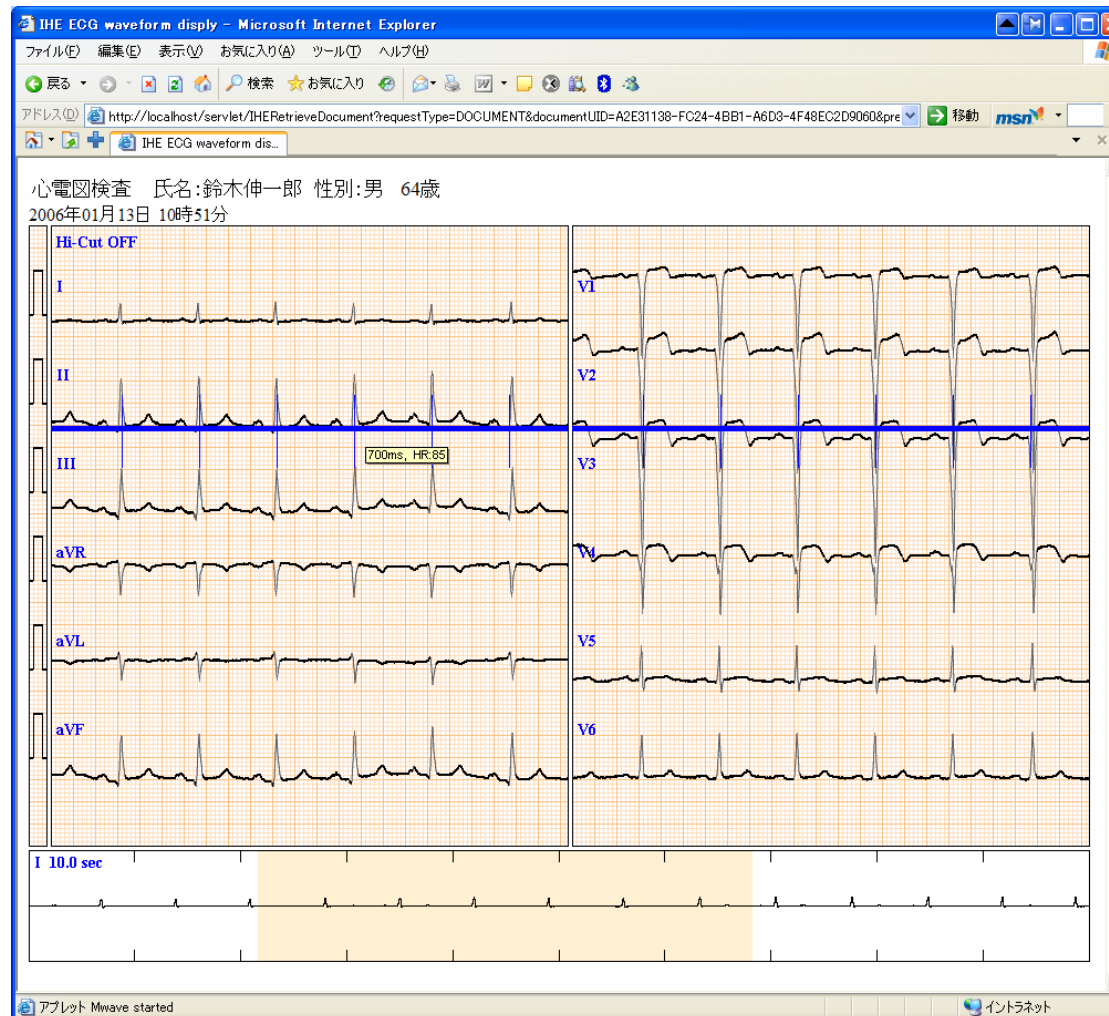 IHE ECG waveform disply - Microsoft Internet Explorer
ファイル(F) 編集(E) 表示(V) お気に入り(A) ツール(T) ヘルプ(H)
戻る 検索 お気に入り
アドレス(D) http://localhost/servlet/IHERetrieveDocument?requestType=DOCUMENT&documentUID=A2E31138-FC24-4BB1-A6D3-4F48EC2D9060&pre 移動 msn
IHE ECG waveform dis...
心電図検査 氏名:鈴木伸一郎 性別:男 64歳
2006年01月13日 10時51分
Hi-Cut OFF
I
II
700ms, HR:85
III
aVR
aVL
aVF
V1
V2
V3
V4
V5
V6
I 10.0 sec
アプレット Mwave started イントラネット